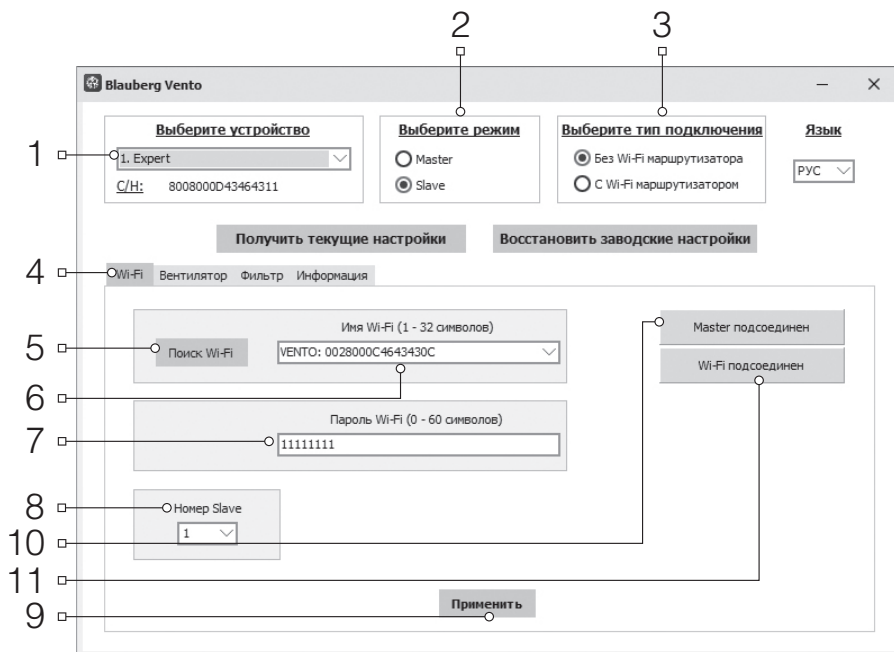 2
3
Blauberg Vento
1
Выберите устройство
1. Expert
С/Н: 8008000D43464311
Выберите режим
Master
Slave
Выберите тип подключения
Без Wi-Fi маршрутизатора
С Wi-Fi маршрутизатором
Язык
РУС
Получить текущие настройки
Восстановить заводские настройки
4
Wi-Fi Вентилятор Фильтр Информация
5
Поиск Wi-Fi
Имя Wi-Fi (1 - 32 символов)
VENTO: 0028000C4643430C
6
Master подсоединен
Wi-Fi подсоединен
7
Пароль Wi-Fi (0 - 60 символов)
11111111
8
Номер Slave
1
10
11
9
Применить